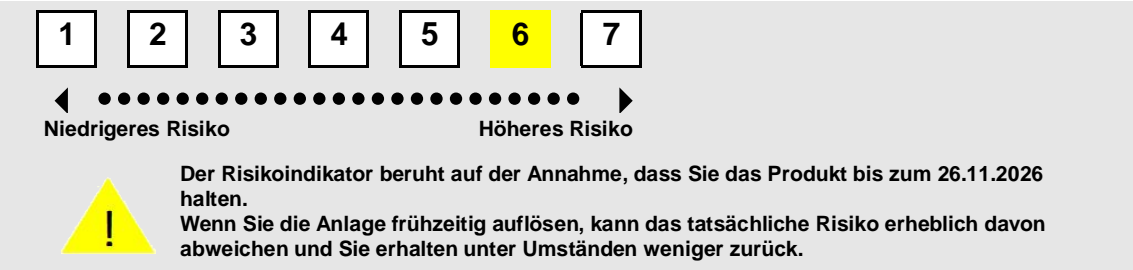 1 2 3 4 5 6 7
Niedrigeres Risiko Höheres Risiko
Der Risikoindikator beruht auf der Annahme, dass Sie das Produkt bis zum 26.11.2026
halten.
Wenn Sie die Anlage frühzeitig auflösen, kann das tatsächliche Risiko erheblich davon
abweichen und Sie erhalten unter Umständen weniger zurück.
!